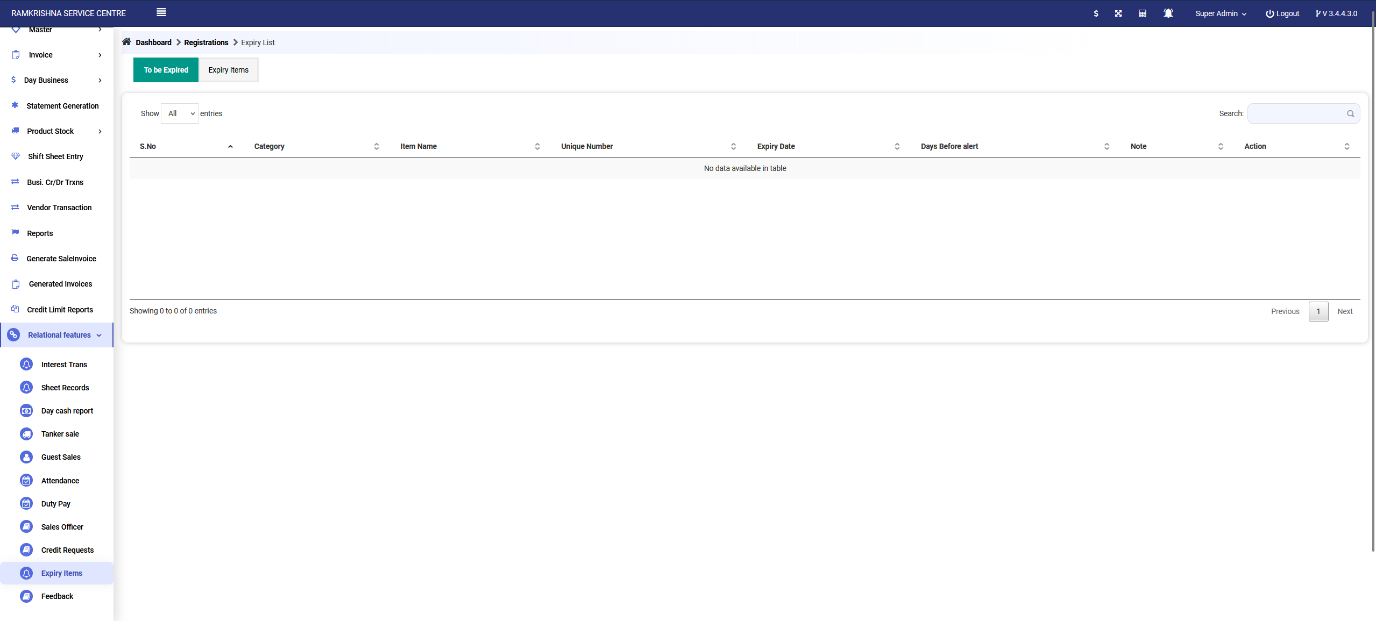 RAMKRISHNA SERVICE CENTRE
$ Super Admin Logout V 3.4.4.3.0
Master
Invoice
$ Day Business
Statement Generation
Product Stock
Shift Sheet Entry
Busi. Cr/Dr Trxns
Vendor Transaction
Reports
Generate SaleInvoice
Generated Invoices
Credit Limit Reports
Relational features
Interest Trans
Sheet Records
Day cash report
Tanker sale
Guest Sales
Attendance
Duty Pay
Sales Officer
Credit Requests
Expiry Items
Feedback
Dashboard > Registrations > Expiry List
To be Expired Expiry Items
Show All entries Search:
S.No Category Item Name Unique Number Expiry Date Days Before alert Note Action
No data available in table
Showing 0 to 0 of 0 entries Previous 1 Next